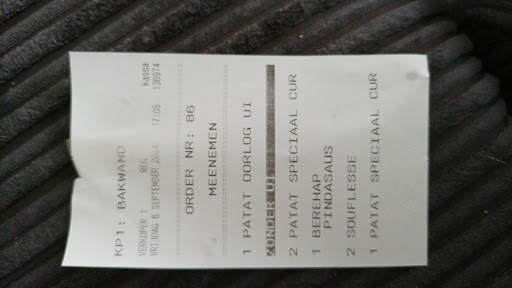 KP1: BAKWAND
VERKOPER 1 REG. kassa
VRIJDAG 6 SEPTEMBER 2024 17:05 136974
ORDER NR: 86
MEENEMEN
1 PATAT OORLOG UI
ZONDER UI
2 PATAT SPECIAAL CUR
1 BEREHAP
PINDASAUS
2 SOUFLESSE
1 PATAT SPECIAAL CUR